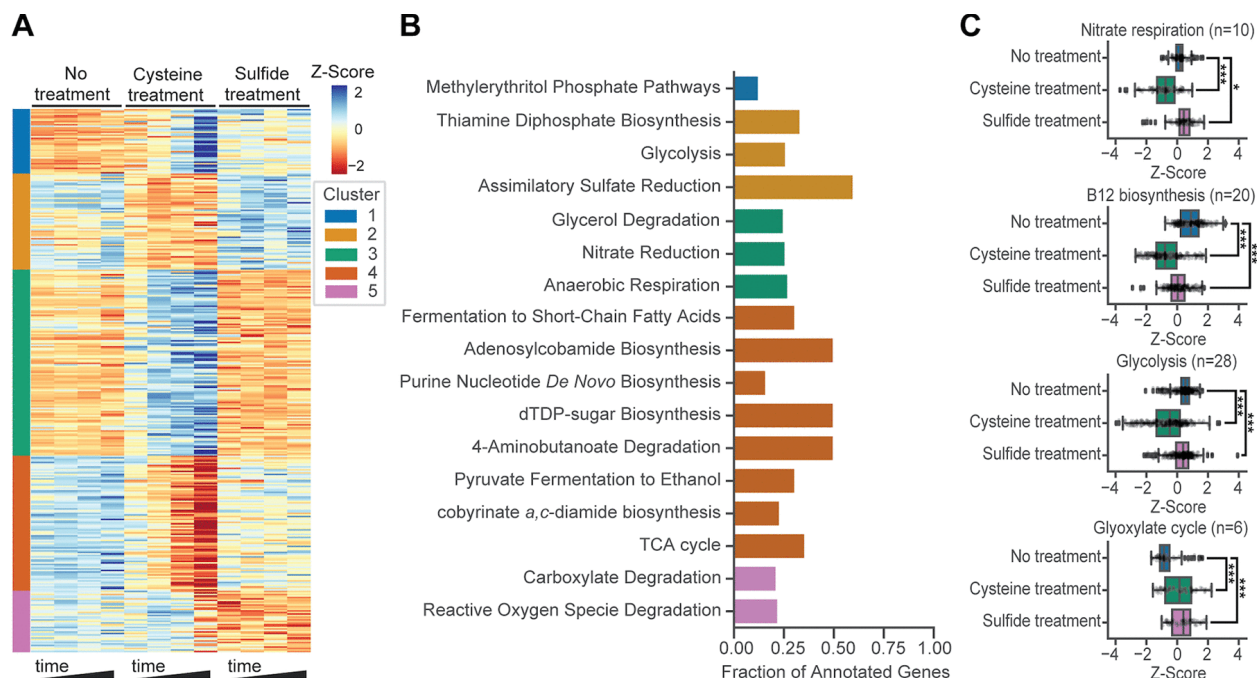 A
No treatment
Cysteine treatment
Sulfide treatment
Z-Score
2
0
−2
Cluster
1
2
3
4
5
time
time
time
B
Methylerythritol Phosphate Pathways
Thiamine Diphosphate Biosynthesis
Glycolysis
Assimilatory Sulfate Reduction
Glycerol Degradation
Nitrate Reduction
Anaerobic Respiration
Fermentation to Short-Chain Fatty Acids
Adenosylcobamide Biosynthesis
Purine Nucleotide De Novo Biosynthesis
dTDP-sugar Biosynthesis
4-Aminobutanoate Degradation
Pyruvate Fermentation to Ethanol
cobyrinate a,c-diamide biosynthesis
TCA cycle
Carboxylate Degradation
Reactive Oxygen Specie Degradation
0.00 0.25 0.50 0.75 1.00
Fraction of Annotated Genes
C
Nitrate respiration (n=10)
No treatment
Cysteine treatment
Sulfide treatment
***
*
−4 −2 0 2 4
Z-Score
B12 biosynthesis (n=20)
No treatment
Cysteine treatment
Sulfide treatment
***
***
−4 −2 0 2 4
Z-Score
Glycolysis (n=28)
No treatment
Cysteine treatment
Sulfide treatment
***
***
−4 −2 0 2 4
Z-Score
Glyoxylate cycle (n=6)
No treatment
Cysteine treatment
Sulfide treatment
***
***
−4 −2 0 2 4
Z-Score